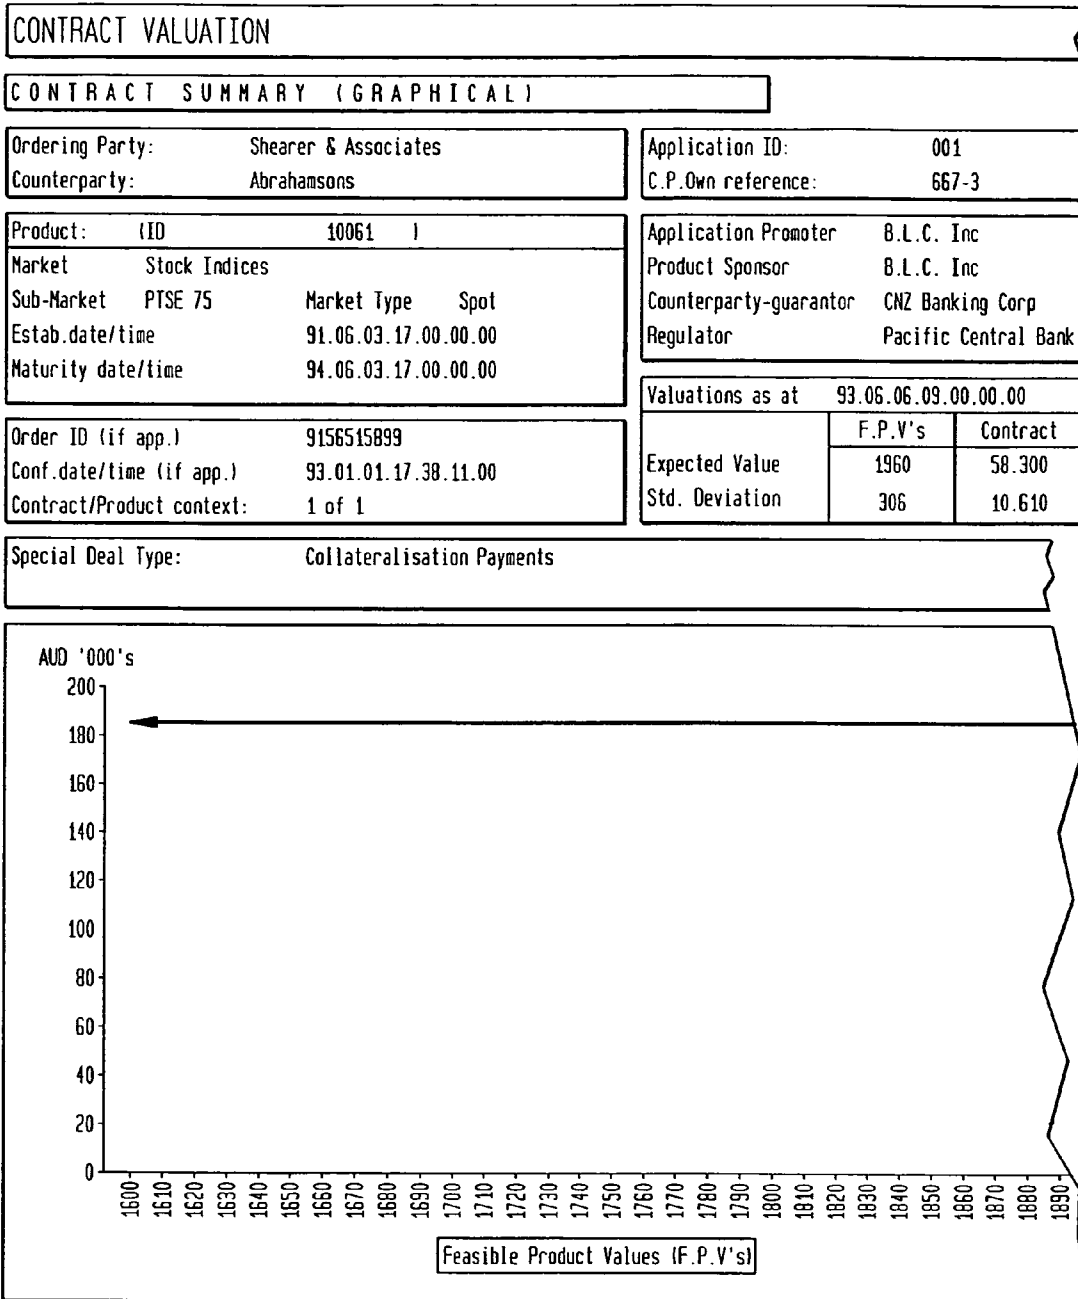 CONTRACT VALUATION
CONTRACT SUMMARY (GRAPHICAL)
Ordering Party: Shearer & Associates
Counterparty: Abrahamsons
Application ID: 001
C.P.Own reference: 667-3
Product: (ID 10061 )
Market Stock Indices
Sub-Market PTSE 75 Market Type Spot
Estab.date/time 91.06.03.17.00.00.00
Maturity date/time 94.06.03.17.00.00.00
Application Promoter B.L.C. Inc
Product Sponsor B.L.C. Inc
Counterparty-guarantor CNZ Banking Corp
Regulator Pacific Central Bank
Order ID (if app.) 9156515899
Conf.date/time (if app.) 93.01.01.17.38.11.00
Contract/Product context: 1 of 1
Valuations as at 93.06.06.09.00.00.00
F.P.V's Contract
Expected Value 1960 58.300
Std. Deviation 306 10.610
Special Deal Type: Collateralisation Payments
AUD '000's
200
180
160
140
120
100
80
60
40
20
0
1600 1610 1620 1630 1640 1650 1660 1670 1680 1690 1700 1710 1720 1730 1740 1750 1760 1770 1780 1790 1800 1810 1820 1830 1840 1850 1860 1870 1880 1890
Feasible Product Values (F.P.V's)